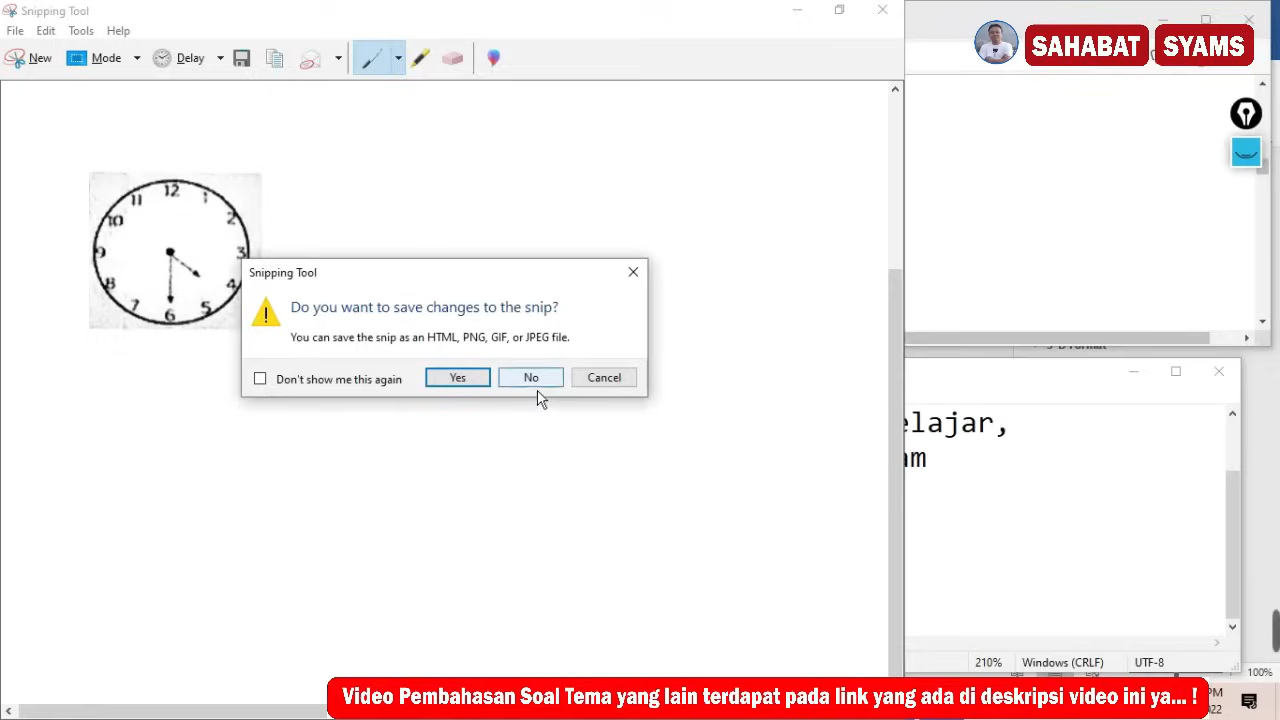 Snipping Tool
SAHABAT SYAMS
File Edit Tools Help
New Mode Delay
12
11 1
10 2
9 3
8 4
7 5
6
Snipping Tool
Do you want to save changes to the snip?
You can save the snip as an HTML, PNG, GIF, or JPEG file.
Don't show me this again Yes No Cancel
elajar,
am
210% Windows (CRLF) UTF-8
100%
PM
Video Pembahasan Soal Tema yang lain terdapat pada link yang ada di deskripsi video ini ya... !